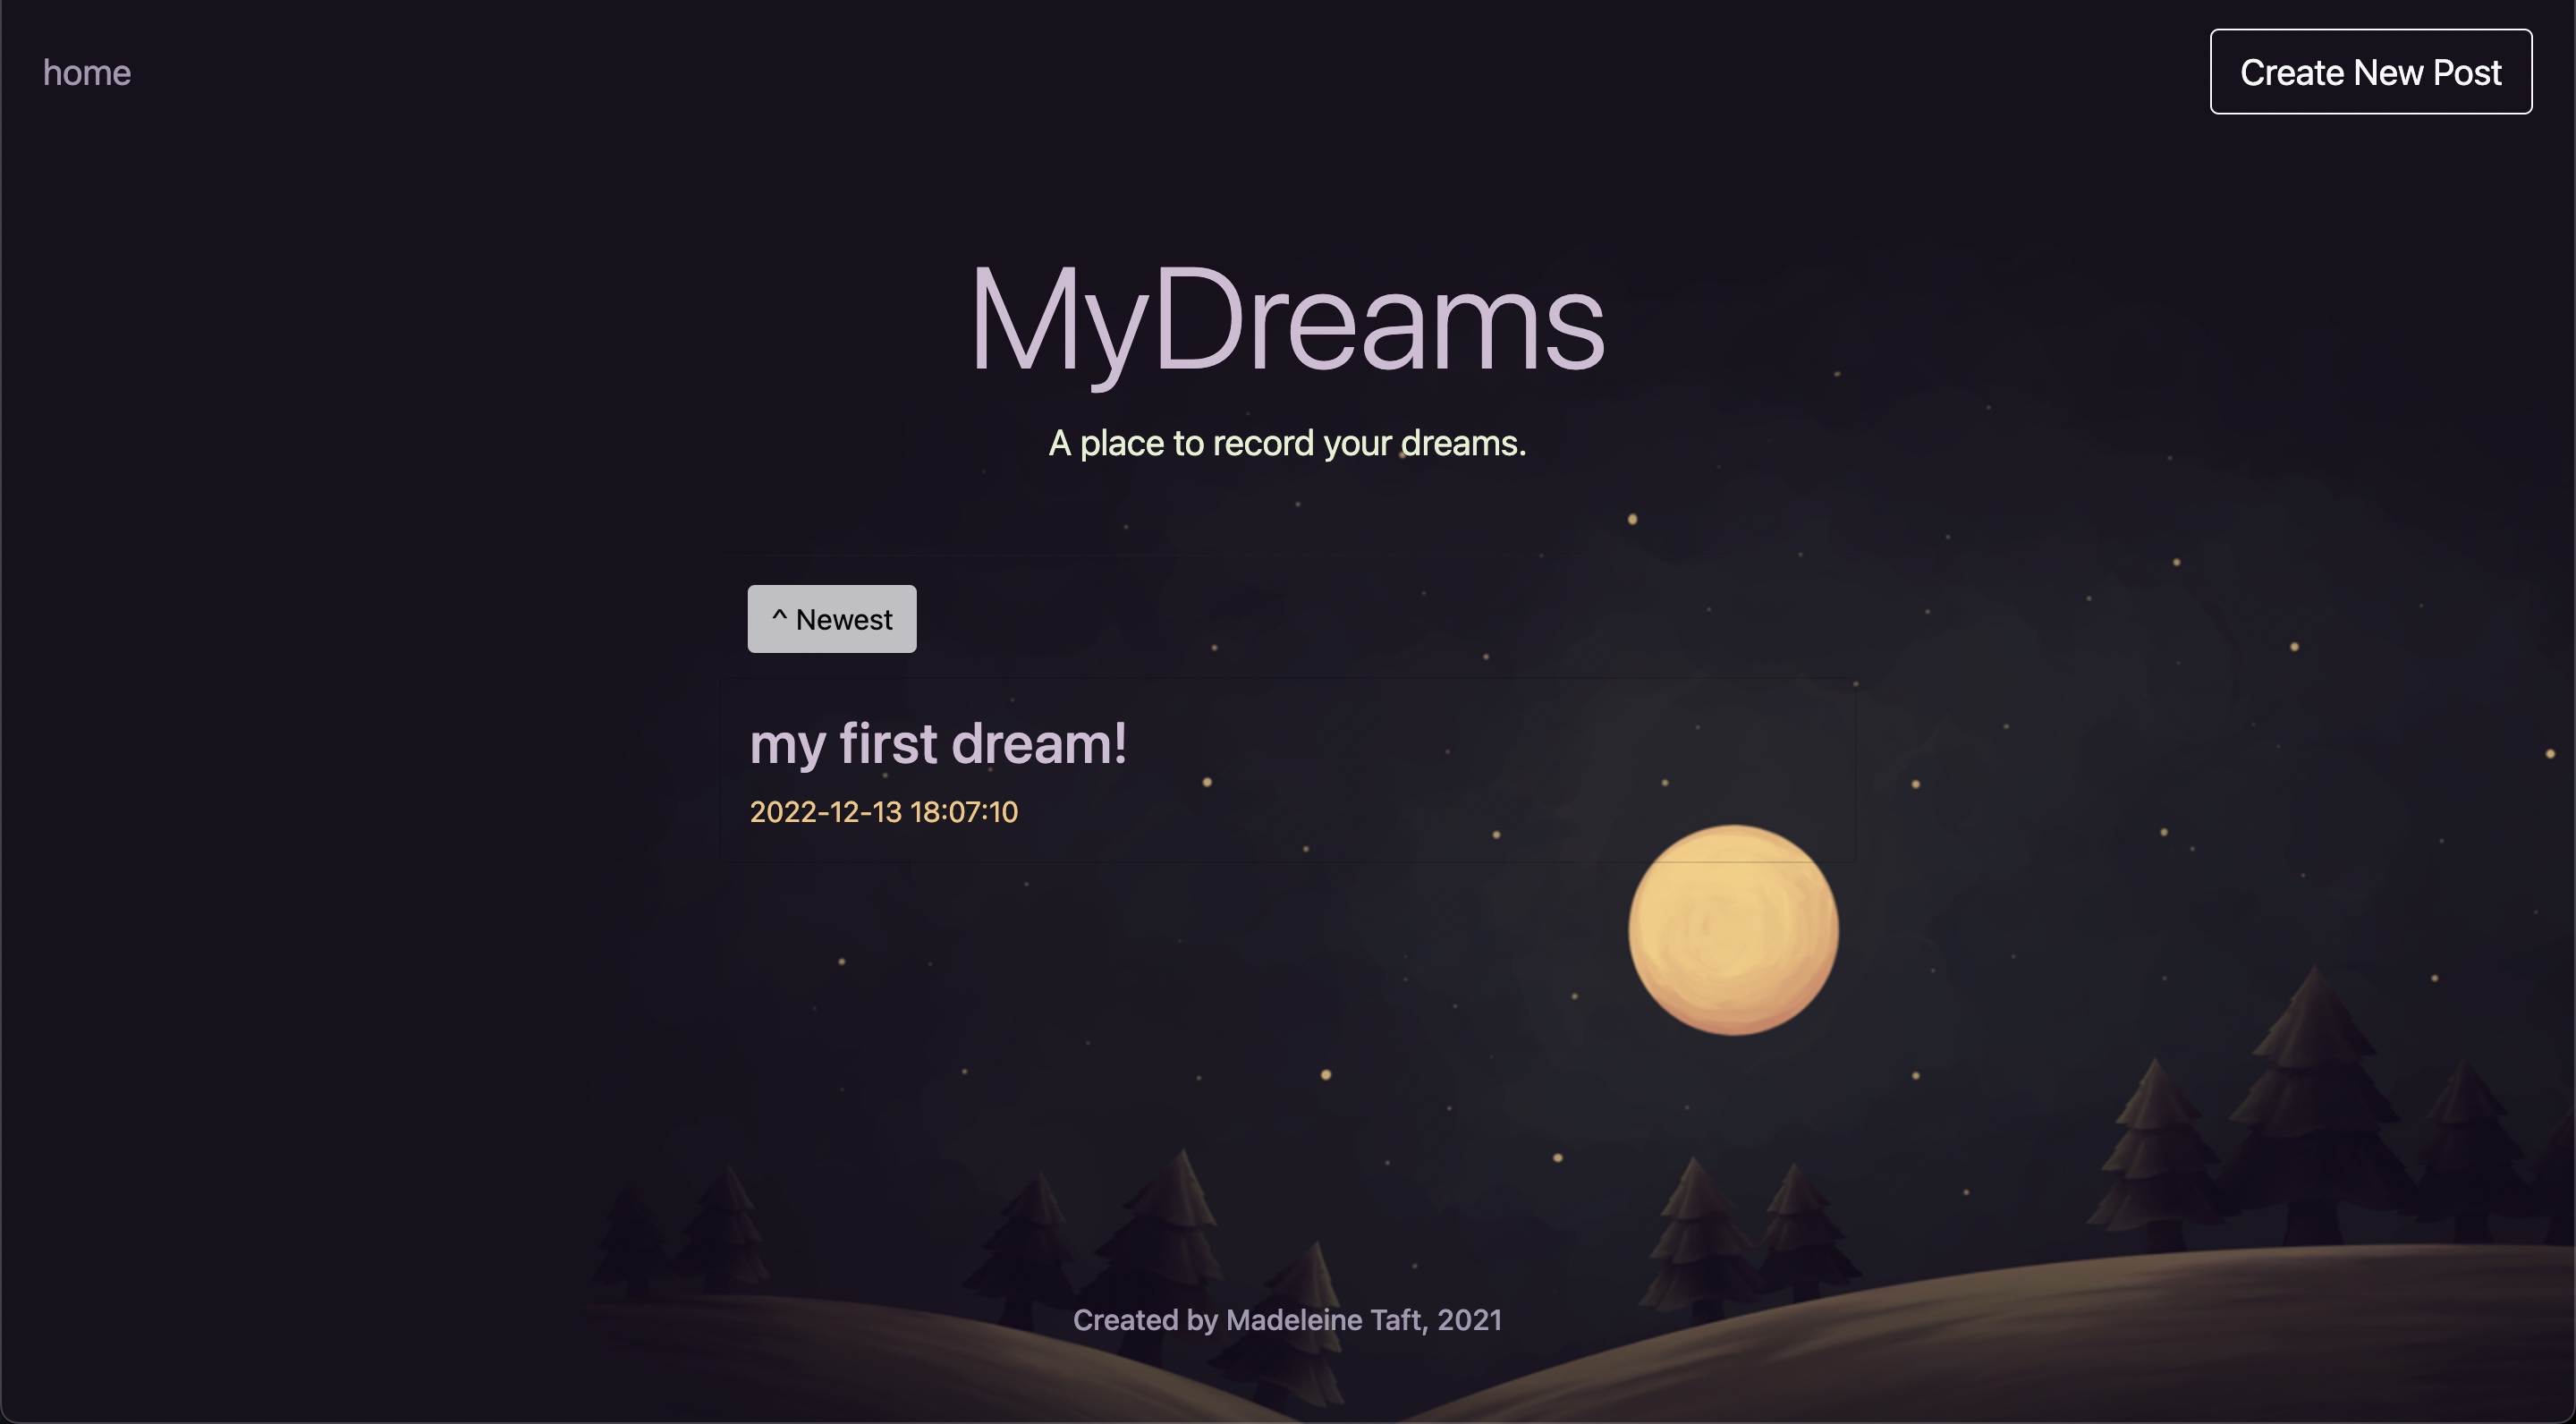 home
Create New Post
MyDreams
A place to record your dreams.
^ Newest
my first dream!
2022-12-13 18:07:10
Created by Madeleine Taft, 2021